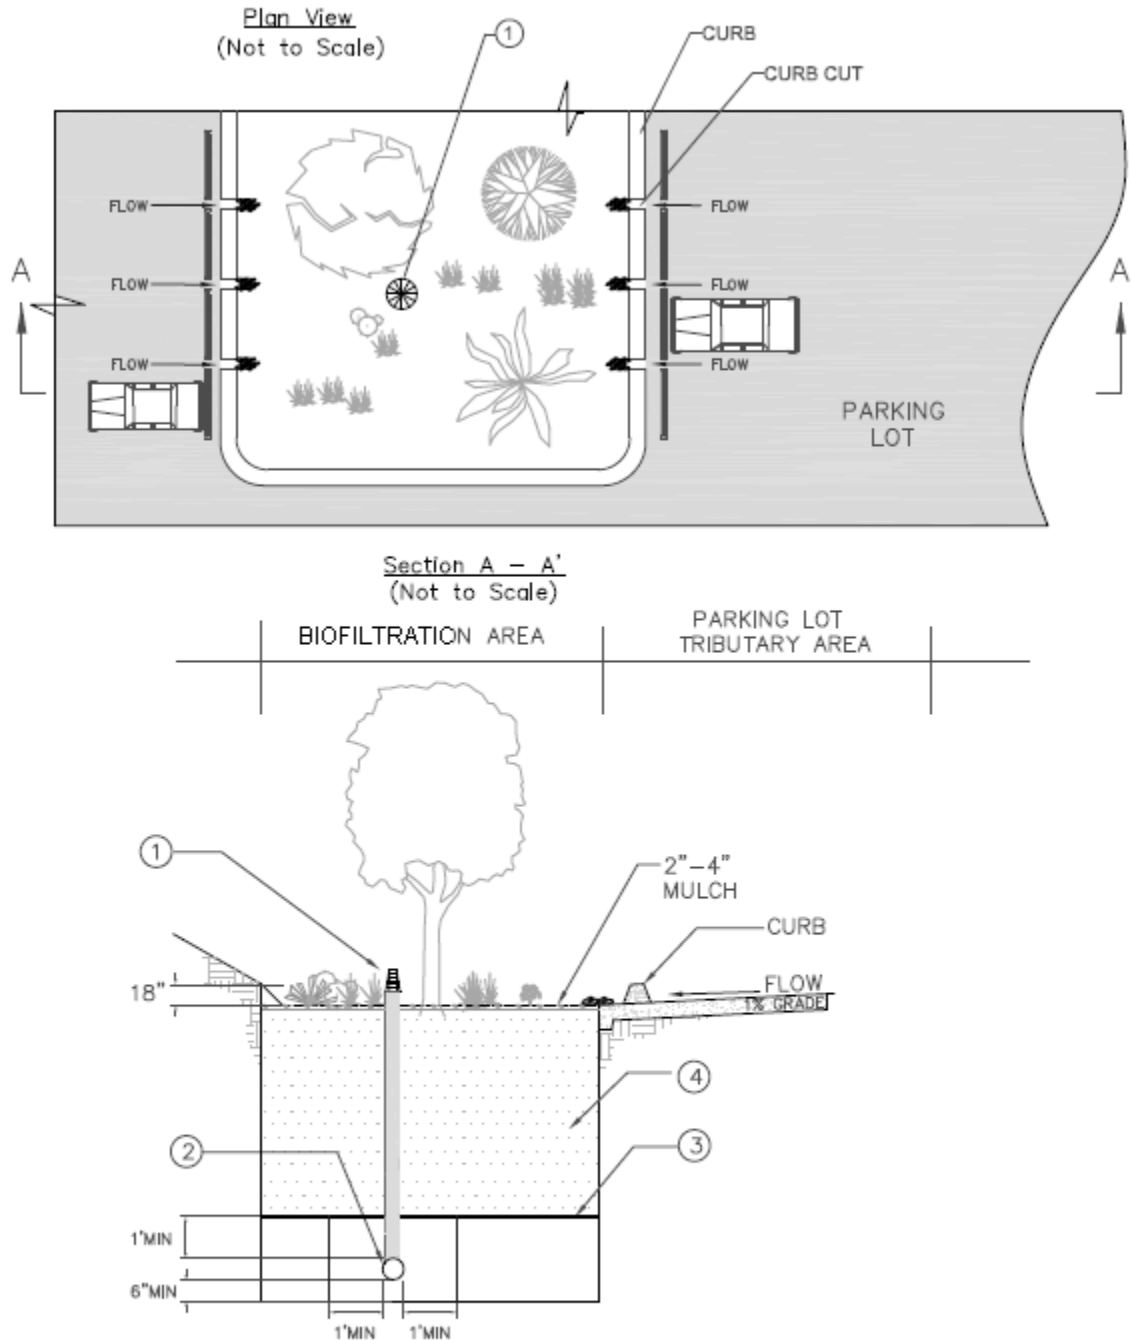 Plan View
(Not to Scale)
1
CURB
CURB CUT
FLOW
FLOW
FLOW
FLOW
FLOW
FLOW
A
A
PARKING
LOT
Section A - A'
(Not to Scale)
BIOFILTRATION AREA
PARKING LOT
TRIBUTARY AREA
1
2"-4"
MULCH
CURB
18"
FLOW
1% GRADE
4
3
2
1'MIN
6"MIN
1'MIN
1'MIN